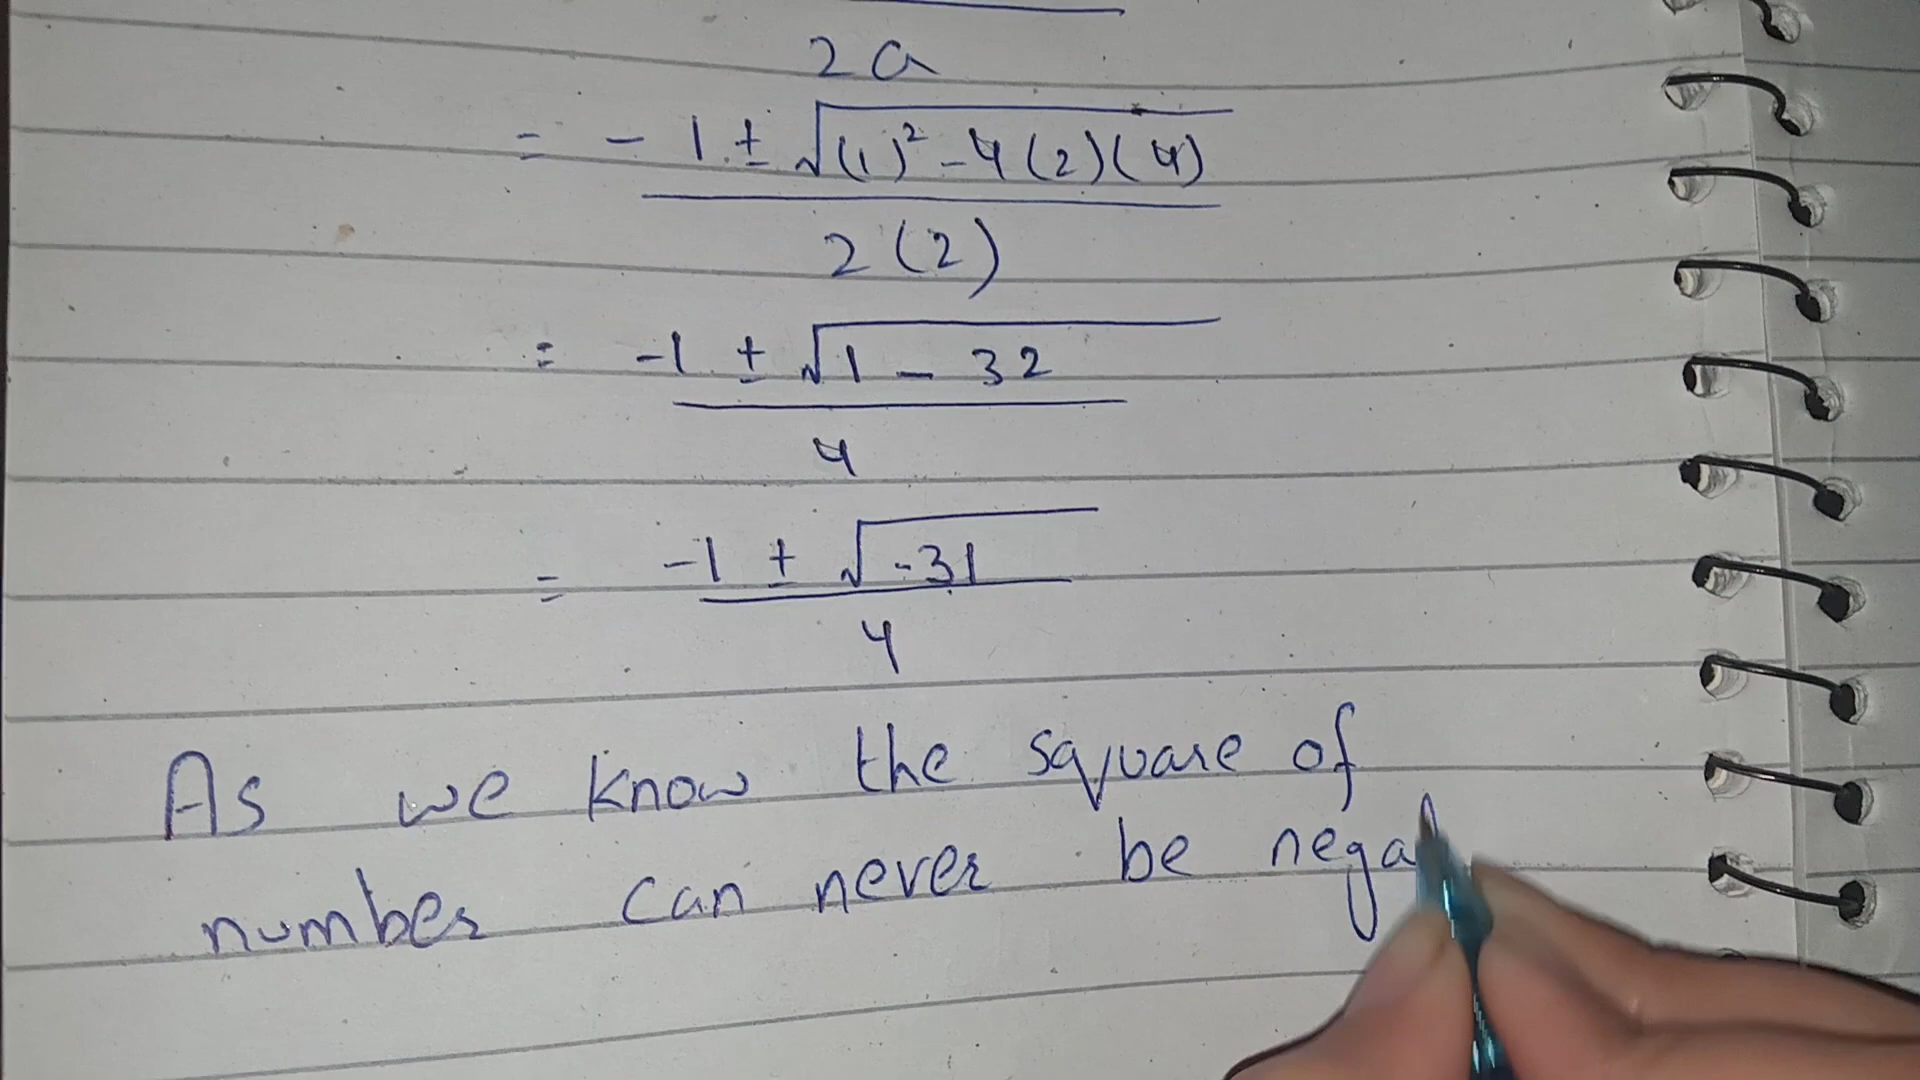 2a
= -1 ± √(1)² - 4(2)(4)
2(2)
= -1 ± √1 - 32
4
= -1 ± √-31
4
As we know the square of
number can never be nega